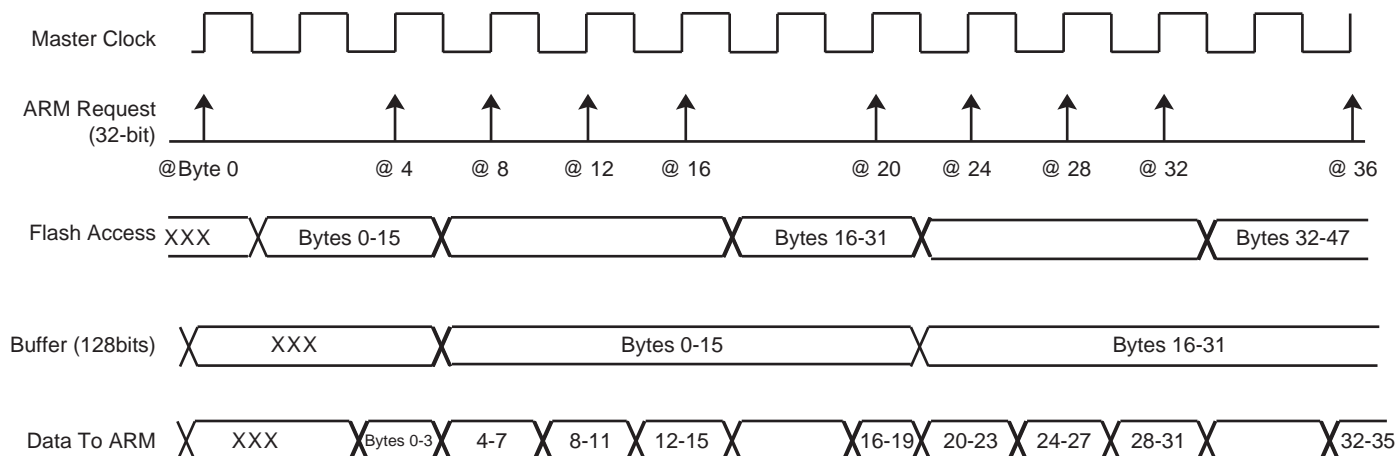 Master Clock
ARM Request
(32-bit)
@Byte 0 @ 4 @ 8 @ 12 @ 16 @ 20 @ 24 @ 28 @ 32 @ 36
Flash Access XXX Bytes 0-15 Bytes 16-31 Bytes 32-47
Buffer (128bits) XXX Bytes 0-15 Bytes 16-31
Data To ARM XXX Bytes 0-3 4-7 8-11 12-15 16-19 20-23 24-27 28-31 32-35